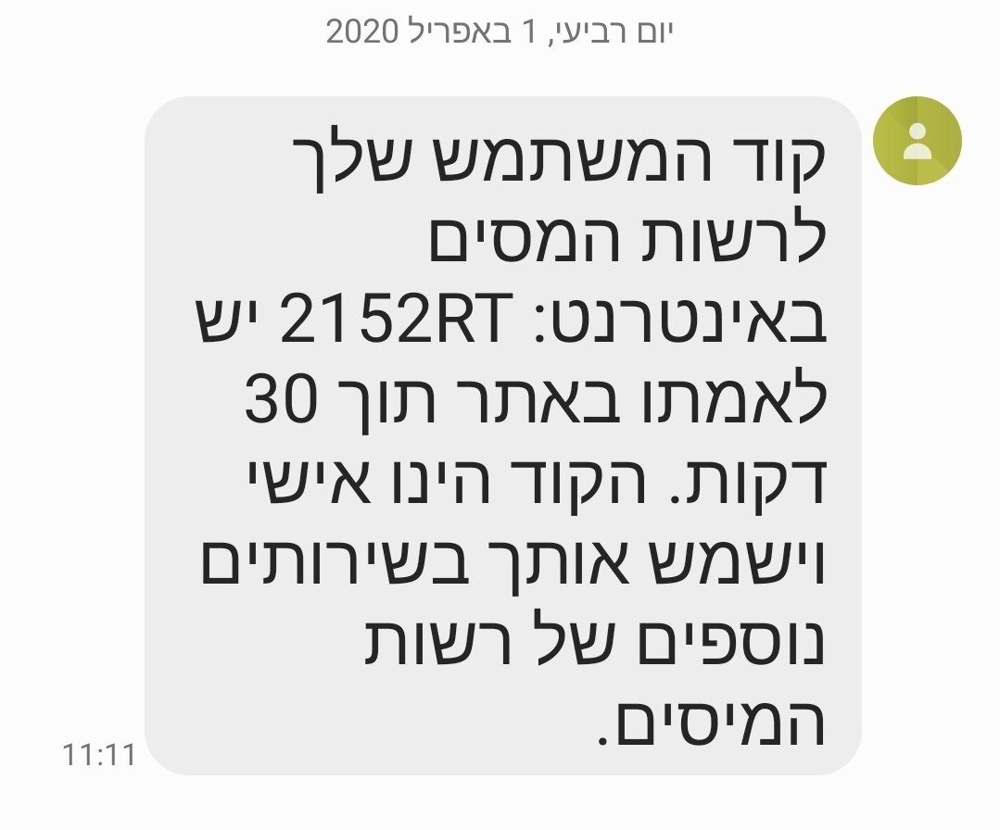 יום רביעי, 1 באפריל 2020
קוד המשתמש שלך
לרשות המסים
באינטרנט: 2152RT יש
לאמתו באתר תוך 30
דקות. הקוד הינו אישי
וישמש אותך בשירותים
נוספים של רשות
המיסים.
11:11